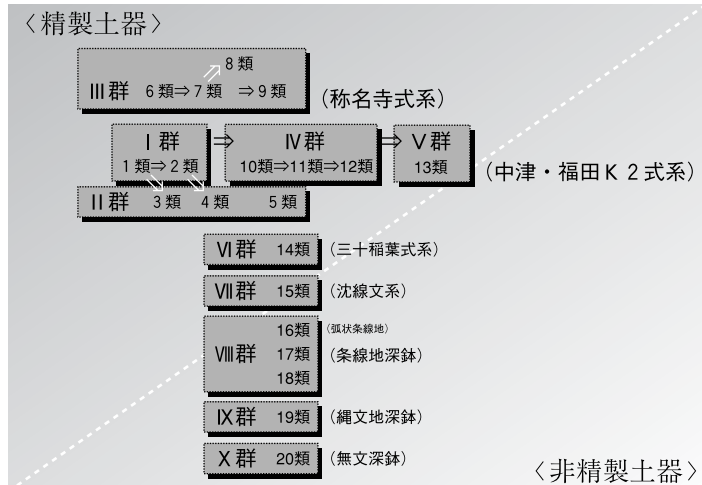 〈精製土器〉
8類
Ⅲ群 6類⇒7類 ⇒9類
(称名寺式系)
Ⅰ群 ⇒ Ⅳ群 ⇒ Ⅴ群
1類⇒2類 10類⇒11類⇒12類 13類
(中津・福田K2式系)
Ⅱ群 3類 4類 5類
Ⅵ群 14類 (三十稲葉式系)
Ⅶ群 15類 (沈線文系)
16類 (弧状条線地)
Ⅷ群 17類 (条線地深鉢)
18類
Ⅸ群 19類 (縄文地深鉢)
Ⅹ群 20類 (無文深鉢)
〈非精製土器〉